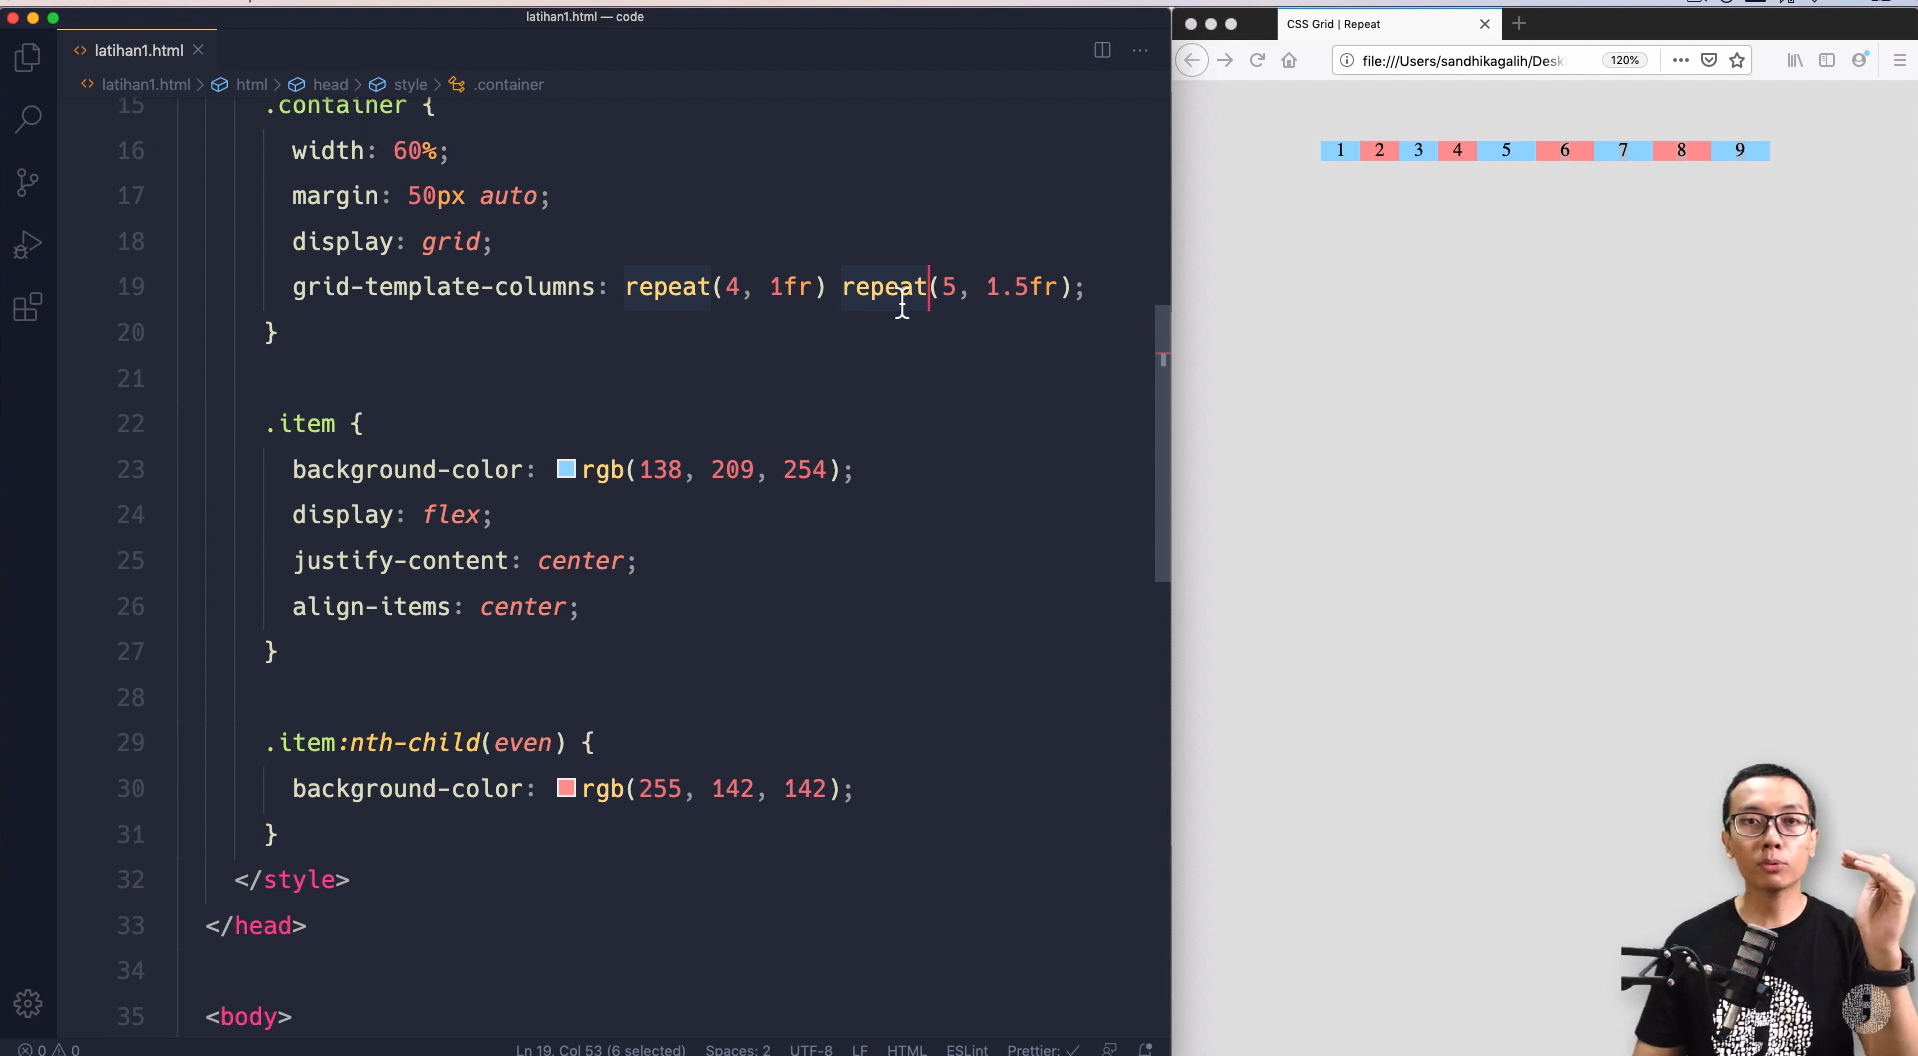 latihan1.html — code
CSS Grid | Repeat
latihan1.html
file:///Users/sandhikagalih/Desk
120%
latihan1.html > html > head > style > .container
15 .container {
16 width: 60%;
17 margin: 50px auto;
18 display: grid;
19 grid-template-columns: repeat(4, 1fr) repeat(5, 1.5fr);
20 }
21
22 .item {
23 background-color: rgb(138, 209, 254);
24 display: flex;
25 justify-content: center;
26 align-items: center;
27 }
28
29 .item:nth-child(even) {
30 background-color: rgb(255, 142, 142);
31 }
32 </style>
33 </head>
34
35 <body>
1 2 3 4 5 6 7 8 9
0 0 Ln 19, Col 53 (6 selected) Spaces: 2 UTF-8 LF HTML ESLint Prettier: ✓